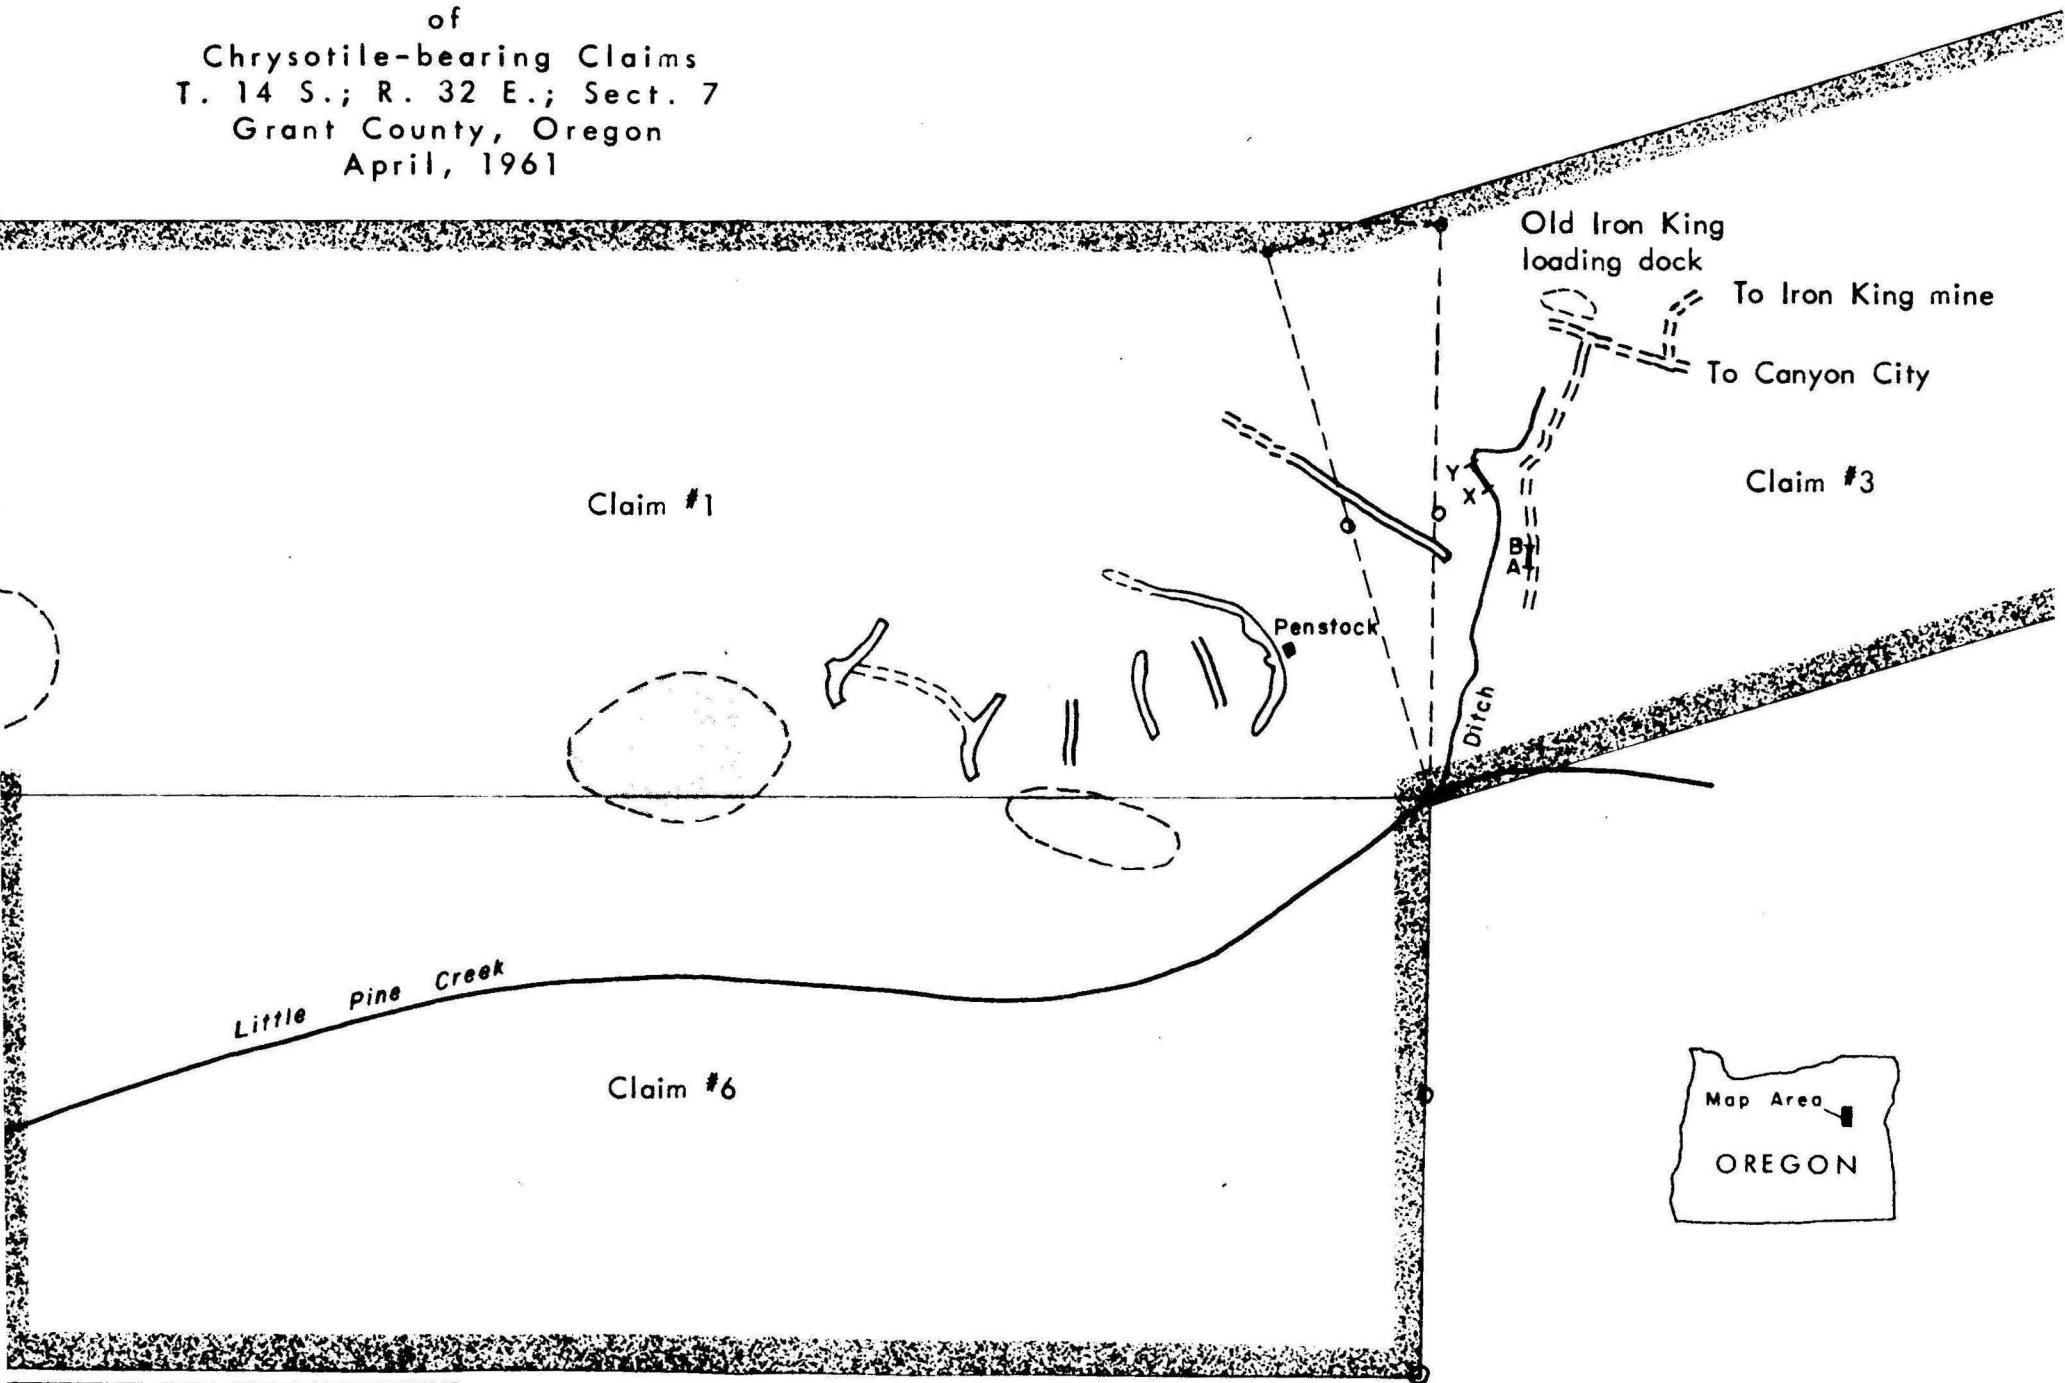 of
Chrysotile-bearing Claims
T. 14 S.; R. 32 E.; Sect. 7
Grant County, Oregon
April, 1961
Old Iron King
loading dock
To Iron King mine
To Canyon City
Claim #3
Claim #1
Y
X
B
A
Penstock
Ditch
Little Pine Creek
Claim #6
Map Area
OREGON